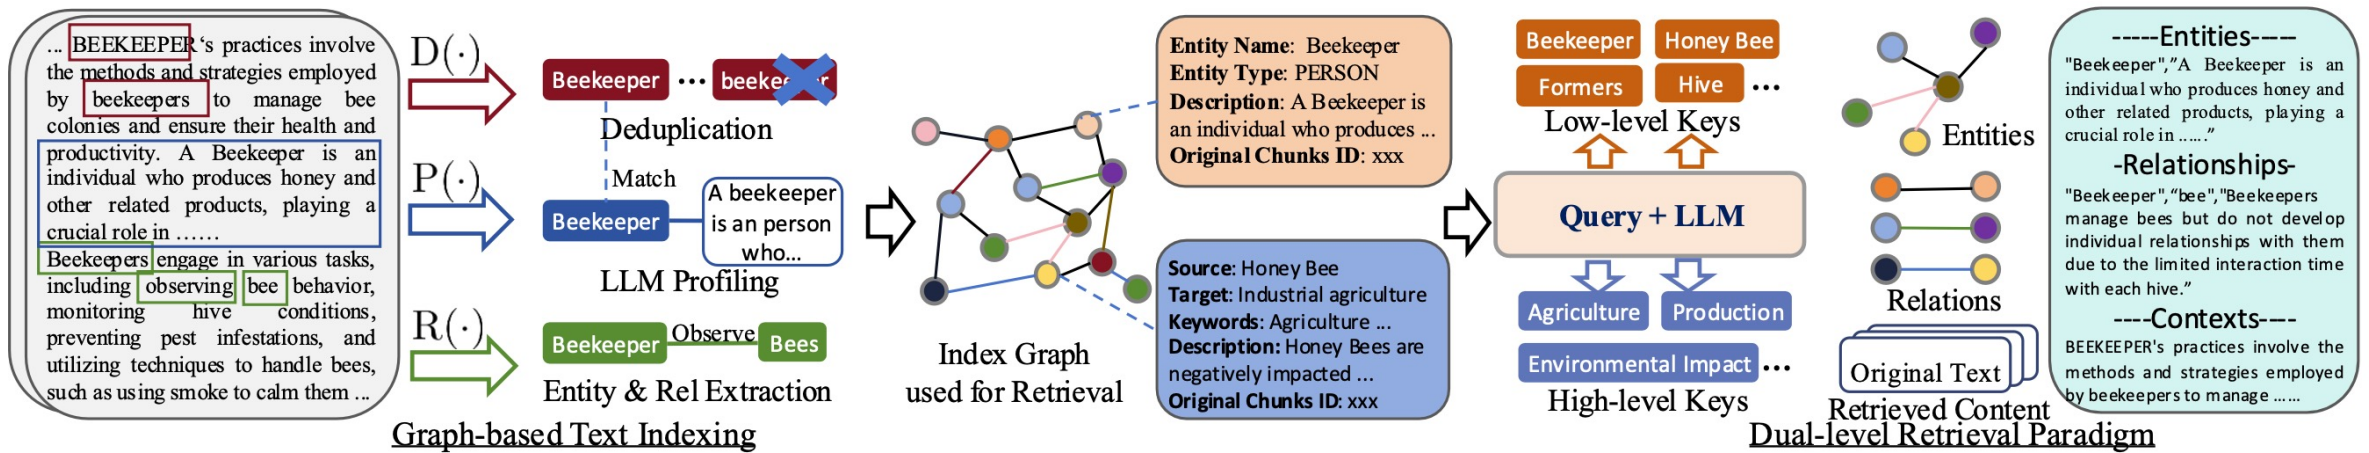 ... BEEKEEPER‘s practices involve
the methods and strategies employed
by beekeepers to manage bee
colonies and ensure their health and
productivity. A Beekeeper is an
individual who produces honey and
other related products, playing a
crucial role in ……
Beekeepers engage in various tasks,
including observing bee behavior,
monitoring hive conditions,
preventing pest infestations, and
utilizing techniques to handle bees,
such as using smoke to calm them ...
D(·)
Beekeeper ...
Deduplication
P(·)
Match
Beekeeper
A beekeeper
is an person
who...
LLM Profiling
R(·)
Beekeeper Observe Bees
Entity & Rel Extraction
Graph-based Text Indexing
Index Graph
used for Retrieval
Entity Name: Beekeeper
Entity Type: PERSON
Description: A Beekeeper is
an individual who produces ...
Original Chunks ID: xxx
Source: Honey Bee
Target: Industrial agriculture
Keywords: Agriculture ...
Description: Honey Bees are
negatively impacted ...
Original Chunks ID: xxx
Beekeeper Honey Bee
Formers Hive ...
Low-level Keys
Query + LLM
Agriculture Production
Environmental Impact ...
High-level Keys
Entities
Relations
Original Text
Retrieved Content
Dual-level Retrieval Paradigm
-----Entities-----
"Beekeeper",”A Beekeeper is an
individual who produces honey and
other related products, playing a
crucial role in ......”
-Relationships-
"Beekeeper",“bee”,"Beekeepers
manage bees but do not develop
individual relationships with them
due to the limited interaction time
with each hive.”
----Contexts----
BEEKEEPER's practices involve the
methods and strategies employed
by beekeepers to manage ......